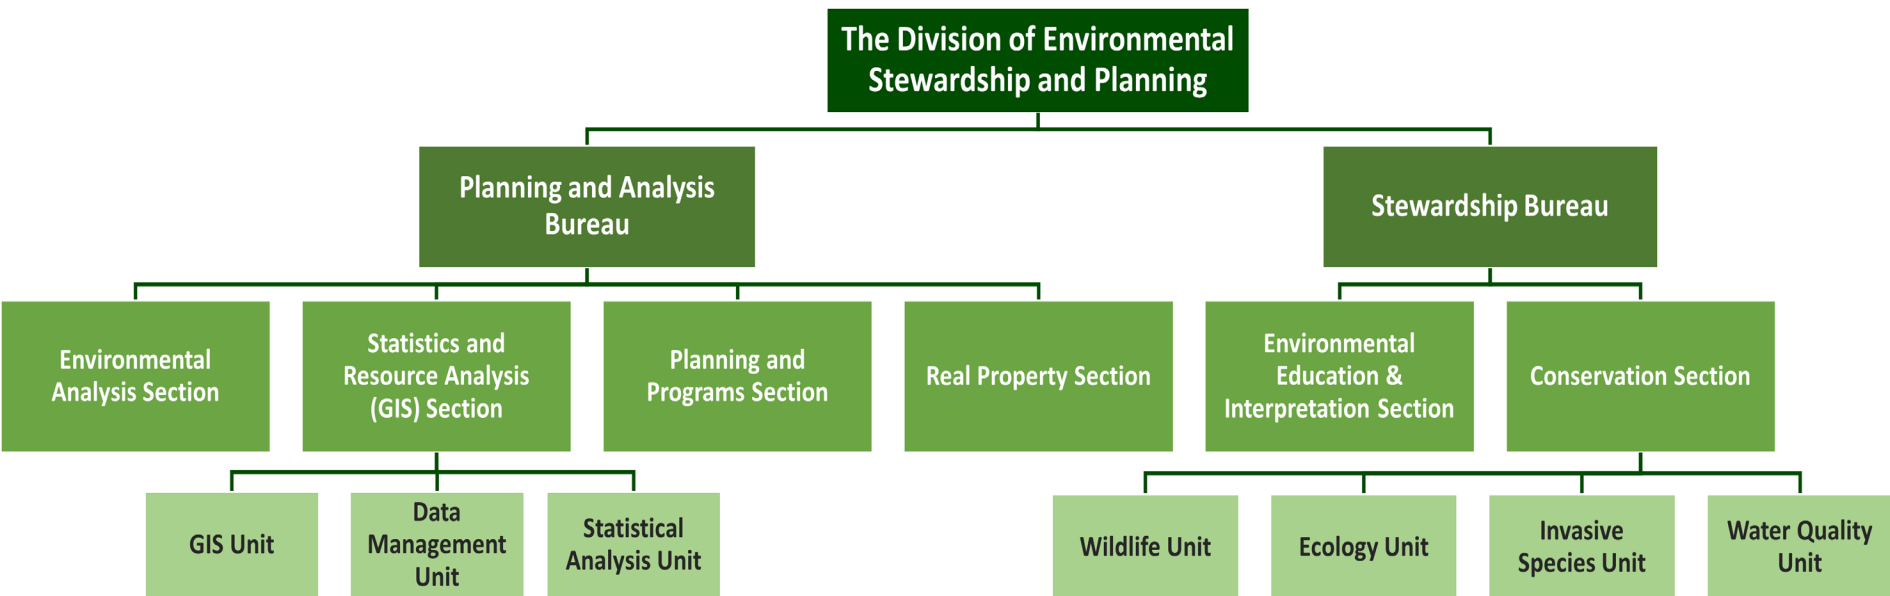 The Division of Environmental
Stewardship and Planning
Planning and Analysis
Bureau
Stewardship Bureau
Environmental
Analysis Section
Statistics and
Resource Analysis
(GIS) Section
Planning and
Programs Section
Real Property Section
Environmental
Education &
Interpretation Section
Conservation Section
GIS Unit
Data
Management
Unit
Statistical
Analysis Unit
Wildlife Unit
Ecology Unit
Invasive
Species Unit
Water Quality
Unit